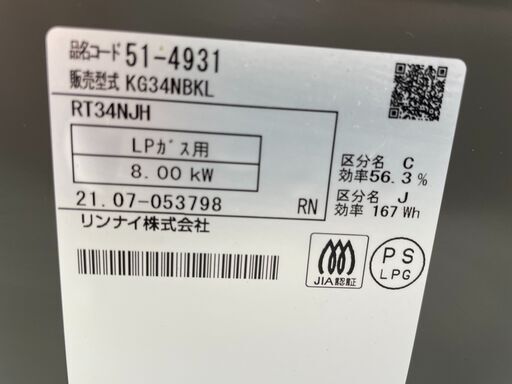 品名コード 51-4931
販売型式 KG34NBKL
RT34NJH
LPガス用
8.00 kW
区分名 C
効率56.3%
区分名 J
効率 167 Wh
21.07-053798 RN
リンナイ株式会社
JIA認証
PS
LPG